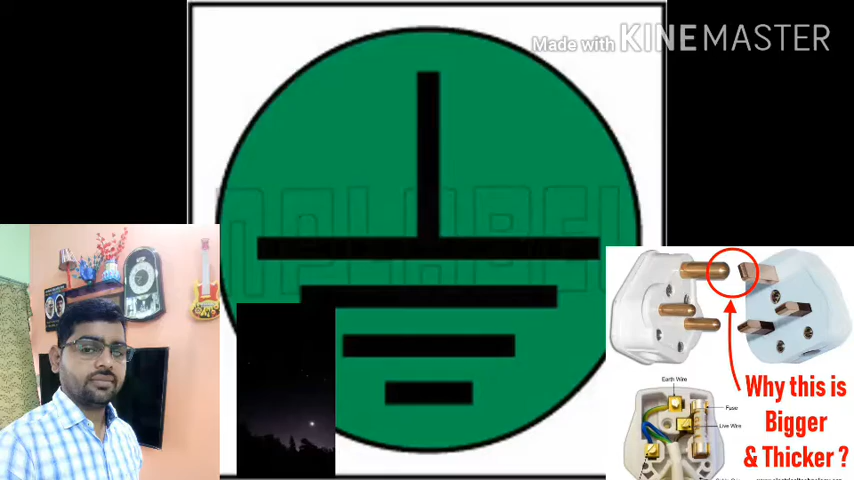 Made with KINEMASTER
Why this is
Bigger
& Thicker ?
Earth Wire
Fuse
Live Wire